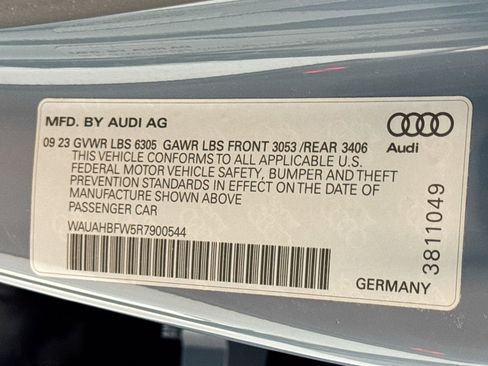 MFD. BY AUDI AG
09 23 GVWR LBS 6305 GAWR LBS FRONT 3053 /REAR 3406
THIS VEHICLE CONFORMS TO ALL APPLICABLE U.S.
FEDERAL MOTOR VEHICLE SAFETY, BUMPER AND THEFT
PREVENTION STANDARDS IN EFFECT ON THE DATE OF
MANUFACTURE SHOWN ABOVE
PASSENGER CAR
WAUAHBFW5R7900544
GERMANY
Audi
3811049